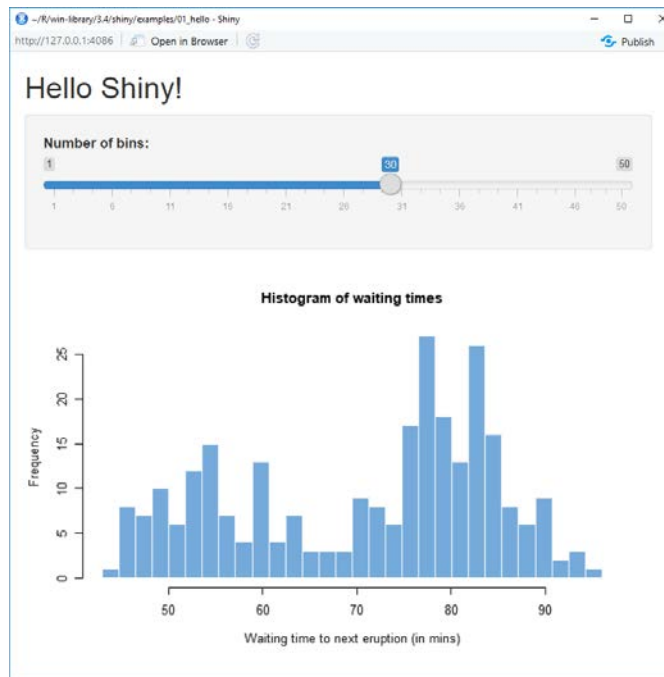 ~/R/win-library/3.4/shiny/examples/01_hello - Shiny
http://127.0.0.1:4086 Open in Browser Publish
Hello Shiny!
Number of bins:
1 30 50
1 6 11 16 21 26 31 36 41 46 50
Histogram of waiting times
Frequency
25
20
15
10
5
0
50 60 70 80 90
Waiting time to next eruption (in mins)